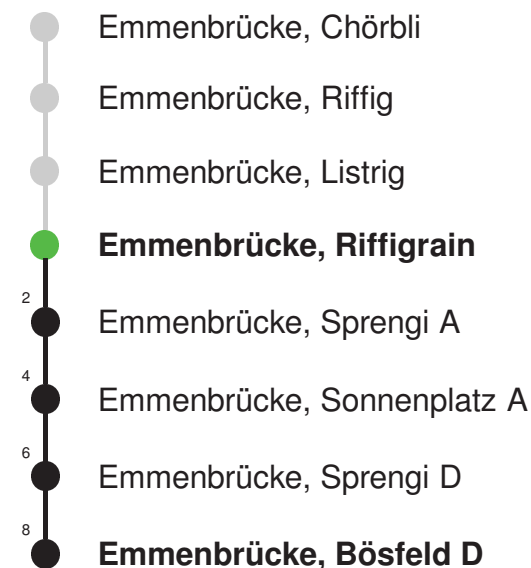 Emmenbrücke, Chörbli
Emmenbrücke, Riffig
Emmenbrücke, Listrig
Emmenbrücke, Riffigrain
2
Emmenbrücke, Sprengi A
4
Emmenbrücke, Sonnenplatz A
6
Emmenbrücke, Sprengi D
8
Emmenbrücke, Bösfeld D